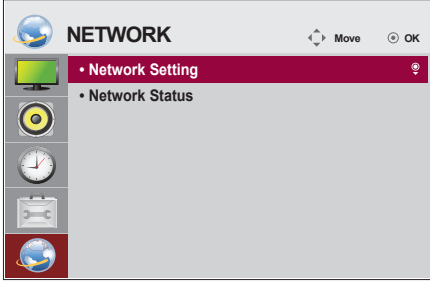 NETWORK
Move
OK
• Network Setting
• Network Status